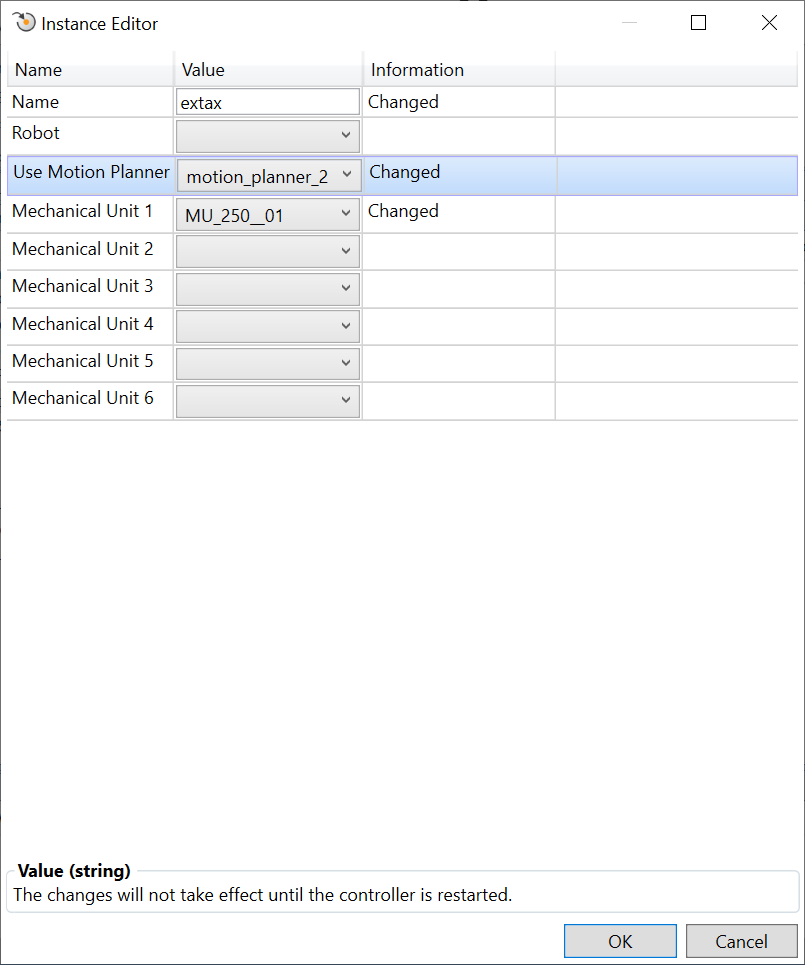 Instance Editor
Name Value Information
Name extax Changed
Robot
Use Motion Planner motion_planner_2 Changed
Mechanical Unit 1 MU_250__01 Changed
Mechanical Unit 2
Mechanical Unit 3
Mechanical Unit 4
Mechanical Unit 5
Mechanical Unit 6
Value (string)
The changes will not take effect until the controller is restarted.
OK Cancel